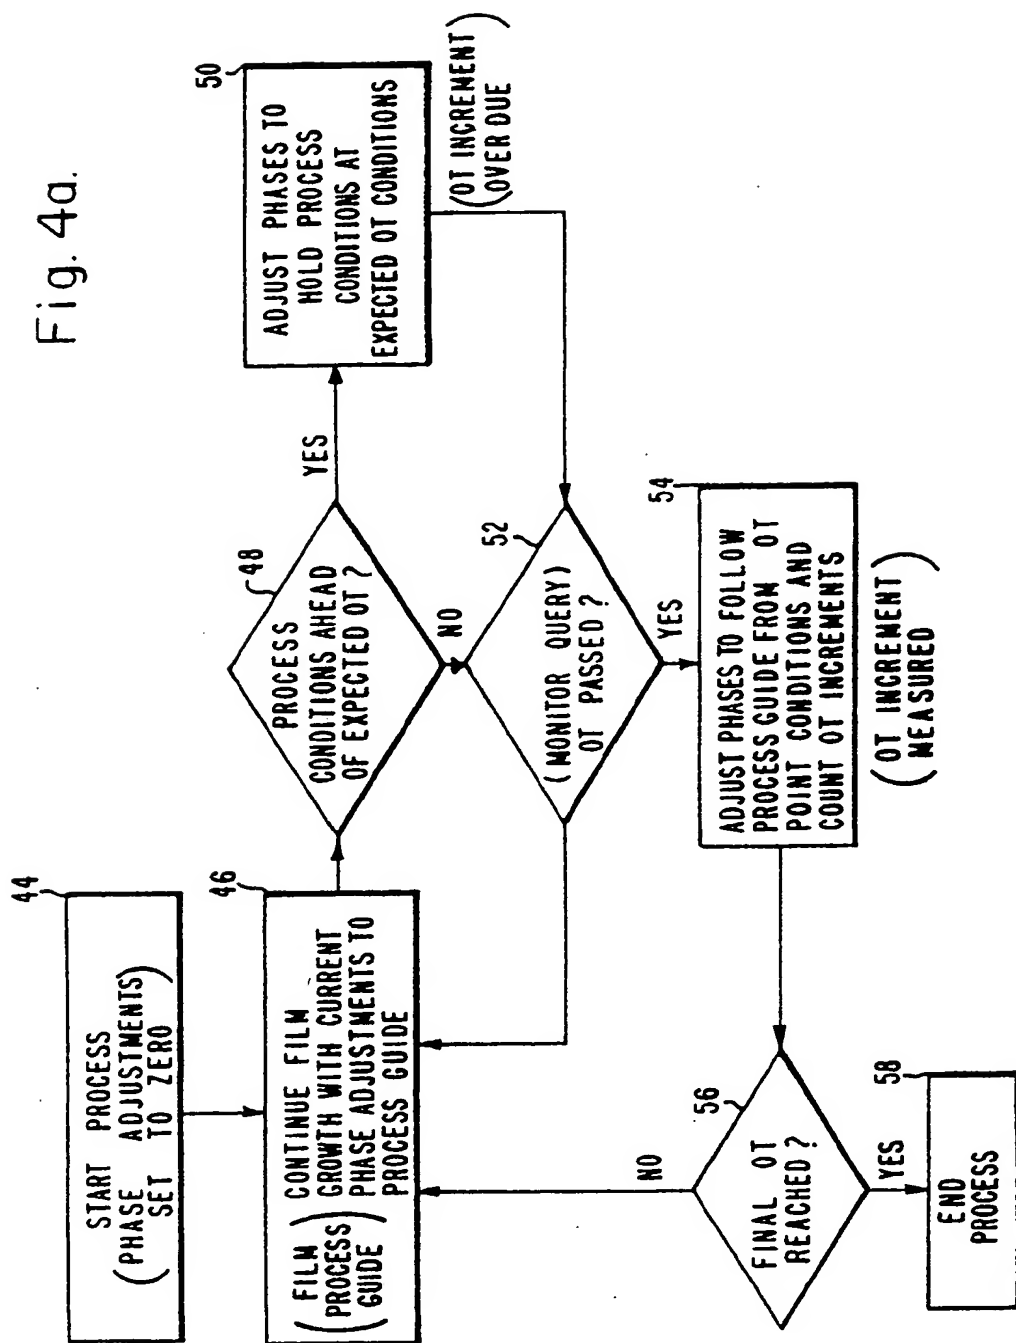 Fig. 4a.
44
START PROCESS
(PHASE ADJUSTMENTS)
SET TO ZERO
46
(FILM PROCESS GUIDE)
CONTINUE FILM
GROWTH WITH CURRENT
PHASE ADJUSTMENTS TO
PROCESS GUIDE
48
PROCESS
CONDITIONS AHEAD
OF EXPECTED OT ?
YES
NO
50
ADJUST PHASES TO
HOLD PROCESS
CONDITIONS AT
EXPECTED OT CONDITIONS
(OT INCREMENT)
OVER DUE
52
(MONITOR QUERY)
OT PASSED ?
YES
54
ADJUST PHASES TO FOLLOW
PROCESS GUIDE FROM OT
POINT CONDITIONS AND
COUNT OT INCREMENTS
(OT INCREMENT)
MEASURED
56
FINAL OT
REACHED ?
NO
YES
58
END
PROCESS